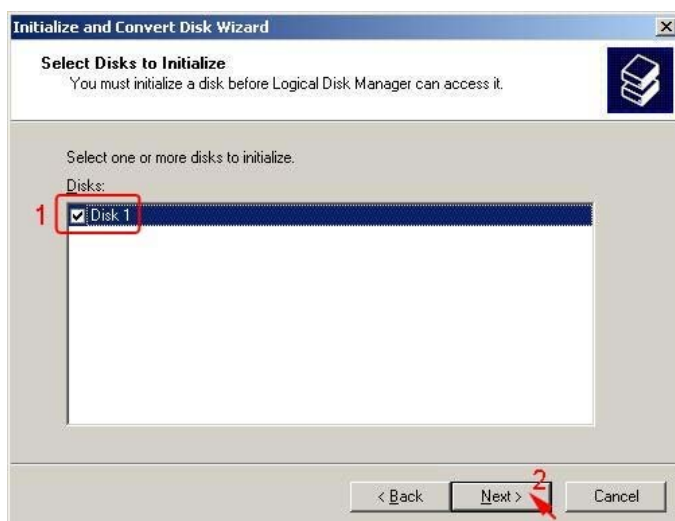 Initialize and Convert Disk Wizard
Select Disks to Initialize
You must initialize a disk before Logical Disk Manager can access it.
Select one or more disks to initialize.
Disks:
1
Disk 1
2
< Back
Next >
Cancel